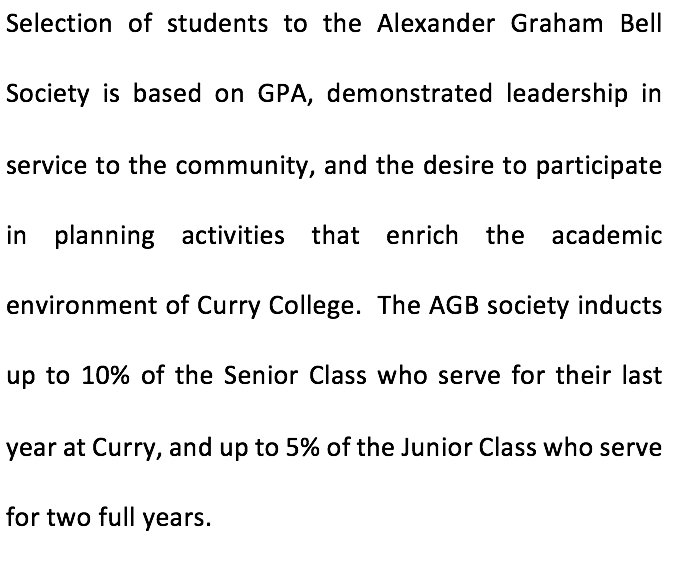 Selection of students to the Alexander Graham Bell
Society is based on GPA, demonstrated leadership in
service to the community, and the desire to participate
in planning activities that enrich the academic
environment of Curry College.  The AGB society inducts
up to 10% of the Senior Class who serve for their last
year at Curry, and up to 5% of the Junior Class who serve
for two full years.